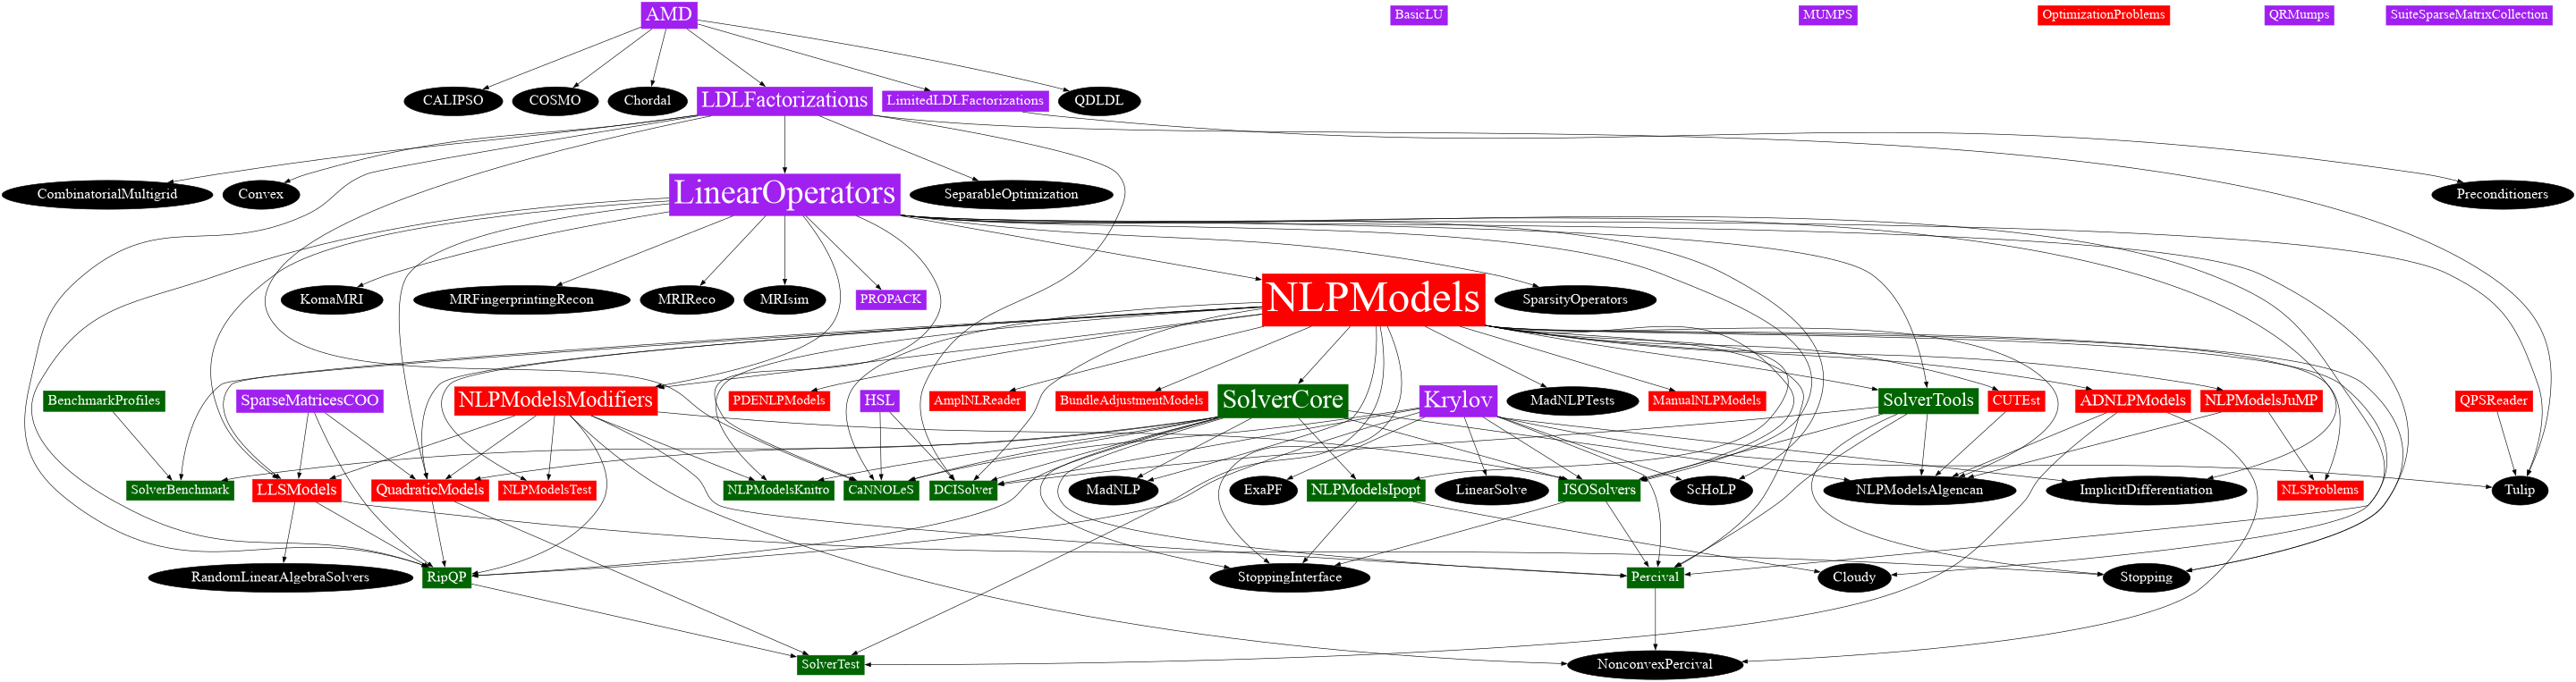 AMD
BasicLU
MUMPS
OptimizationProblems
QRMumps
SuiteSparseMatrixCollection
CALIPSO
COSMO
Chordal
LDLFactorizations
LimitedLDLFactorizations
QDLDL
CombinatorialMultigrid
Convex
LinearOperators
SeparableOptimization
Preconditioners
KomaMRI
MRFingerprintingRecon
MRIReco
MRIsim
PROPACK
NLPModels
SparsityOperators
BenchmarkProfiles
SparseMatricesCOO
NLPModelsModifiers
PDENLPModels
HSL
AmplNLReader
BundleAdjustmentModels
SolverCore
Krylov
MadNLPTests
ManualNLPModels
SolverTools
CUTEst
ADNLPModels
NLPModelsJuMP
QPSReader
SolverBenchmark
LLSModels
QuadraticModels
NLPModelsTest
NLPModelsKnitro
CaNNOLeS
DCISolver
MadNLP
ExaPF
NLPModelsIpopt
LinearSolve
JSOSolvers
ScHoLP
NLPModelsAlgencan
ImplicitDifferentiation
NLSProblems
Tulip
RandomLinearAlgebraSolvers
RipQP
StoppingInterface
Percival
Cloudy
Stopping
SolverTest
NonconvexPercival